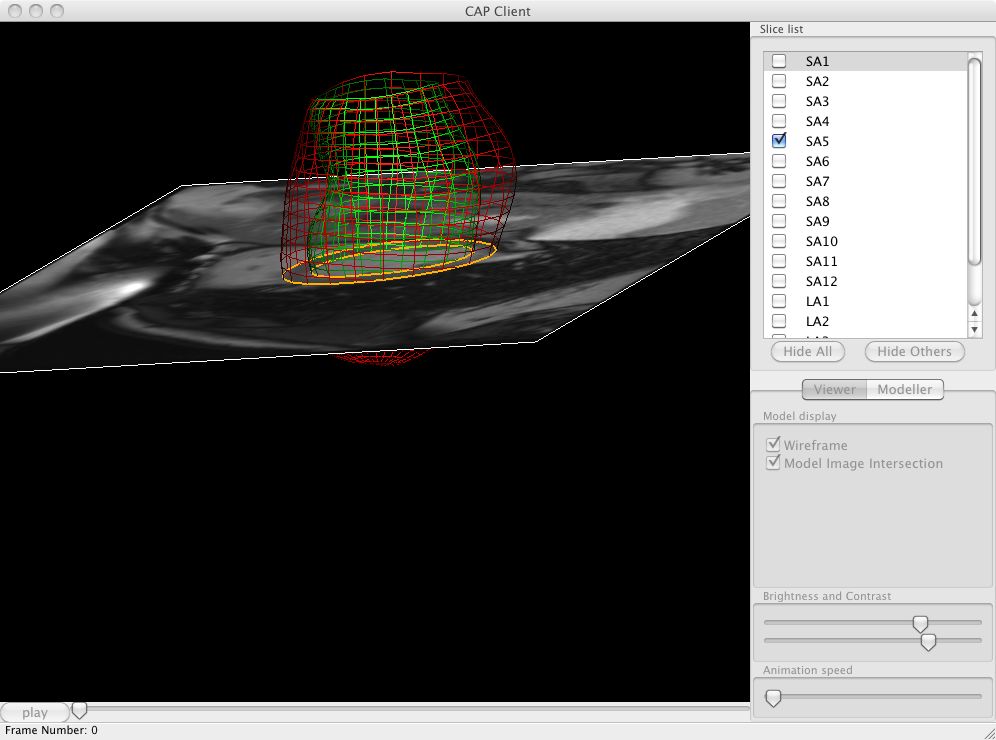 CAP Client
Slice list
SA1
SA2
SA3
SA4
SA5
SA6
SA7
SA8
SA9
SA10
SA11
SA12
LA1
LA2
Hide All Hide Others
Viewer Modeller
Model display
Wireframe
Model Image Intersection
Brightness and Contrast
Animation speed
play
Frame Number: 0